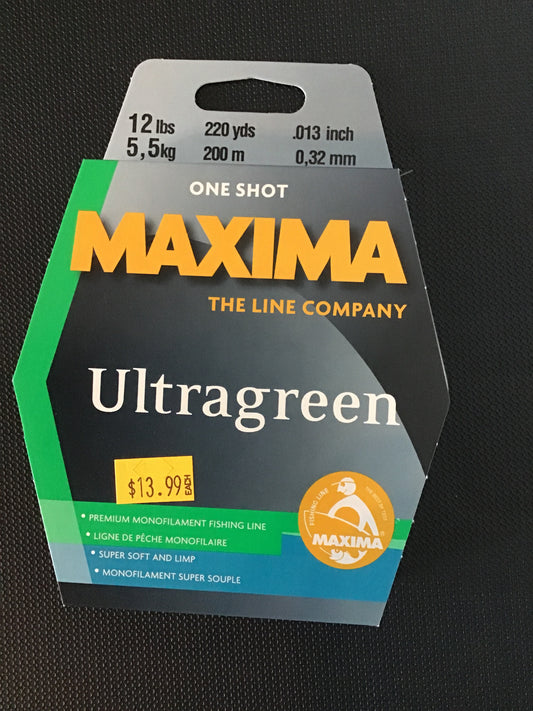 12 lbs 220 yds .013 inch
5,5kg 200 m 0,32 mm
ONE SHOT
MAXIMA
THE LINE COMPANY
Ultragreen
$13.99 EACH
• PREMIUM MONOFILAMENT FISHING LINE
• LIGNE DE PÊCHE MONOFILAIRE
• SUPER SOFT AND LIMP
• MONOFILAMENT SUPER SOUPLE
FISHING LINE
MAXIMA®